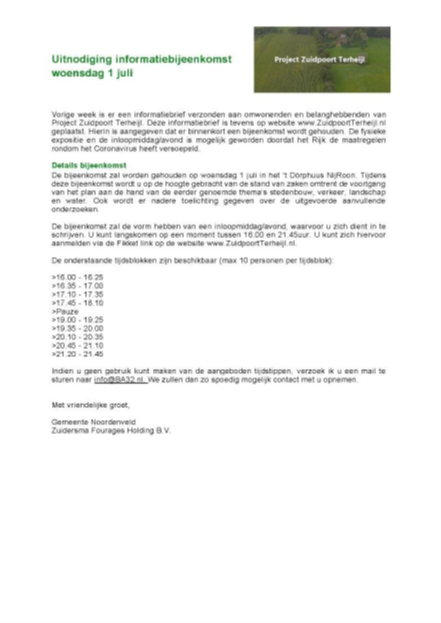 Uitnodiging informatiebijeenkomst
woensdag 1 juli
Project Zuidpoort Terheijl
Vorige week is er een informatiebrief verzonden aan omwonenden en belanghebbenden van
Project Zuidpoort Terheijl. Deze informatiebrief is tevens op website www.ZuidpoortTerheijl.nl
geplaatst. Hierin is aangegeven dat er binnenkort een bijeenkomst wordt gehouden. De fysieke
expositie en de inloopmiddag/avond is mogelijk geworden doordat het Rijk de maatregelen
rondom het Coronavirus heeft versoepeld.
Details bijeenkomst
De bijeenkomst zal worden gehouden op woensdag 1 juli in het 't Dörphuus NijRoon. Tijdens
deze bijeenkomst wordt u op de hoogte gebracht van de stand van zaken omtrent de voortgang
van het plan aan de hand van de eerder genoemde thema's stedenbouw, verkeer, landschap
en water. Ook wordt er nadere toelichting gegeven over de uitgevoerde aanvullende
onderzoeken.
De bijeenkomst zal de vorm hebben van een inloopmiddag/avond, waarvoor u zich dient in te
schrijven. U kunt langskomen op een moment tussen 16.00 en 21.45uur. U kunt zich hiervoor
aanmelden via de Fikket link op de website www.ZuidpoortTerheijl.nl.
De onderstaande tijdsblokken zijn beschikbaar (max 10 personen per tijdsblok):
>16.00 - 16.25
>16.35 - 17.00
>17.10 - 17.35
>17.45 - 18.10
>Pauze
>19.00 - 19.25
>19.35 - 20.00
>20.10 - 20.35
>20.45 - 21.10
>21.20 - 21.45
Indien u geen gebruik kunt maken van de aangeboden tijdstippen, verzoek ik u een mail te
sturen naar info@BA32.nl. We zullen dan zo spoedig mogelijk contact met u opnemen.
Met vriendelijke groet,
Gemeente Noordenveld
Zuidersma Fourages Holding B.V.